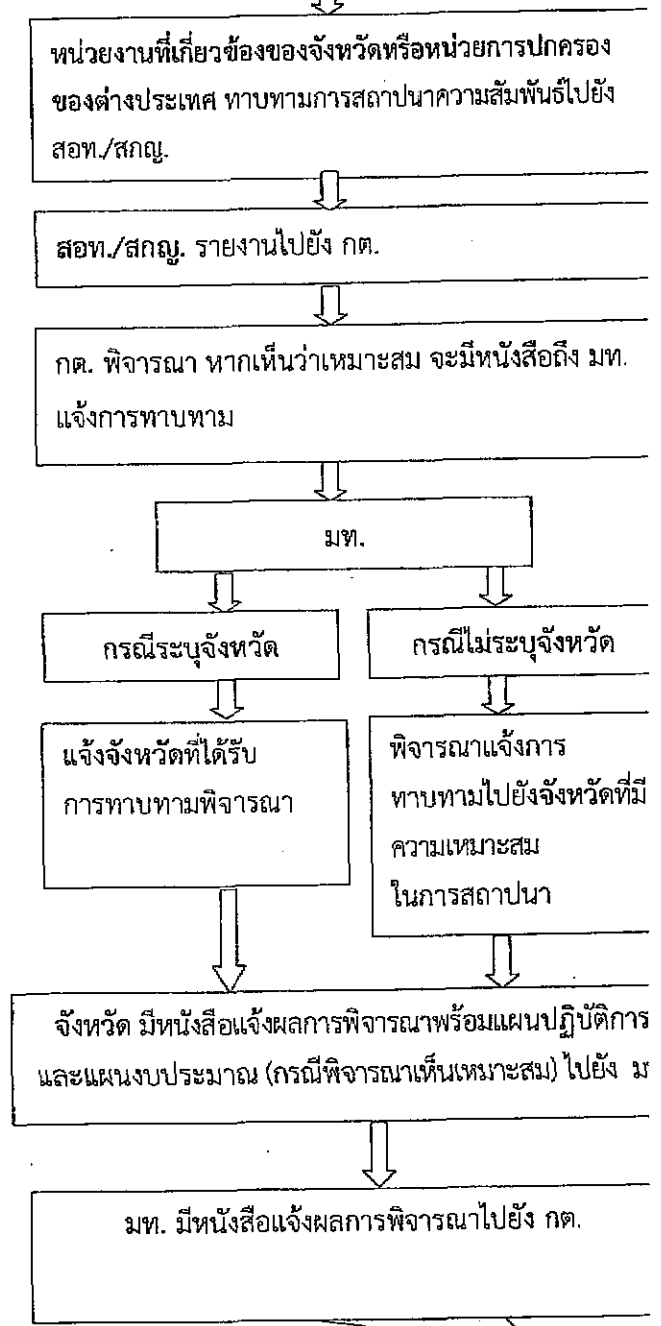 หน่วยงานที่เกี่ยวข้องของจังหวัดหรือหน่วยการปกครอง
ของต่างประเทศ ทาบทามการสถาปนาความสัมพันธ์ไปยัง
สอท./สกญ.
สอท./สกญ. รายงานไปยัง กต.
กต. พิจารณา หากเห็นว่าเหมาะสม จะมีหนังสือถึง มท.
แจ้งการทาบทาม
มท.
กรณีระบุจังหวัด
กรณีไม่ระบุจังหวัด
แจ้งจังหวัดที่ได้รับ
การทาบทามพิจารณา
พิจารณาแจ้งการ
ทาบทามไปยังจังหวัดที่มี
ความเหมาะสม
ในการสถาปนา
จังหวัด มีหนังสือแจ้งผลการพิจารณาพร้อมแผนปฏิบัติการ
และแผนงบประมาณ (กรณีพิจารณาเห็นเหมาะสม) ไปยัง
มท. มีหนังสือแจ้งผลการพิจารณาไปยัง กต.